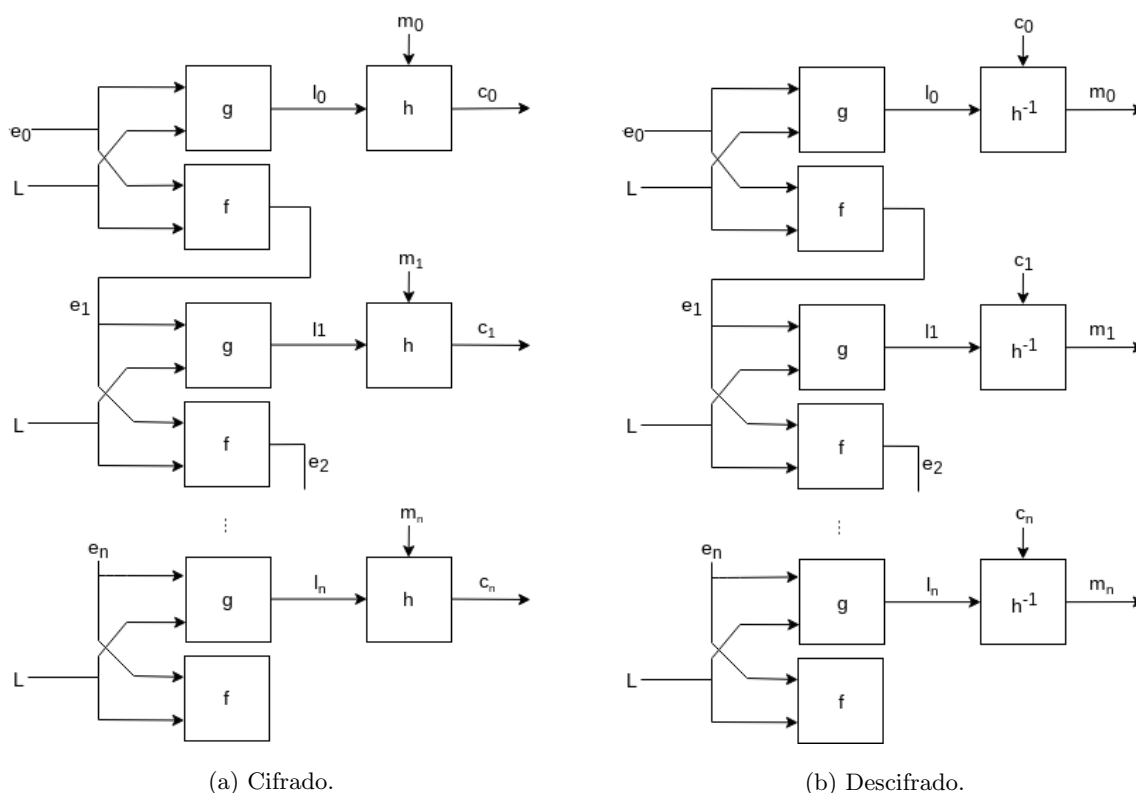 m₀
g
l₀
h
c₀
e₀
L
f
m₁
e₁
g
l1
h
c₁
L
f
e₂
⋮
mₙ
eₙ
g
lₙ
h
cₙ
L
f
(a) Cifrado.
c₀
g
l₀
h⁻¹
m₀
e₀
L
f
c₁
e₁
g
l1
h⁻¹
m₁
L
f
e₂
⋮
cₙ
eₙ
g
lₙ
h⁻¹
mₙ
L
f
(b) Descifrado.